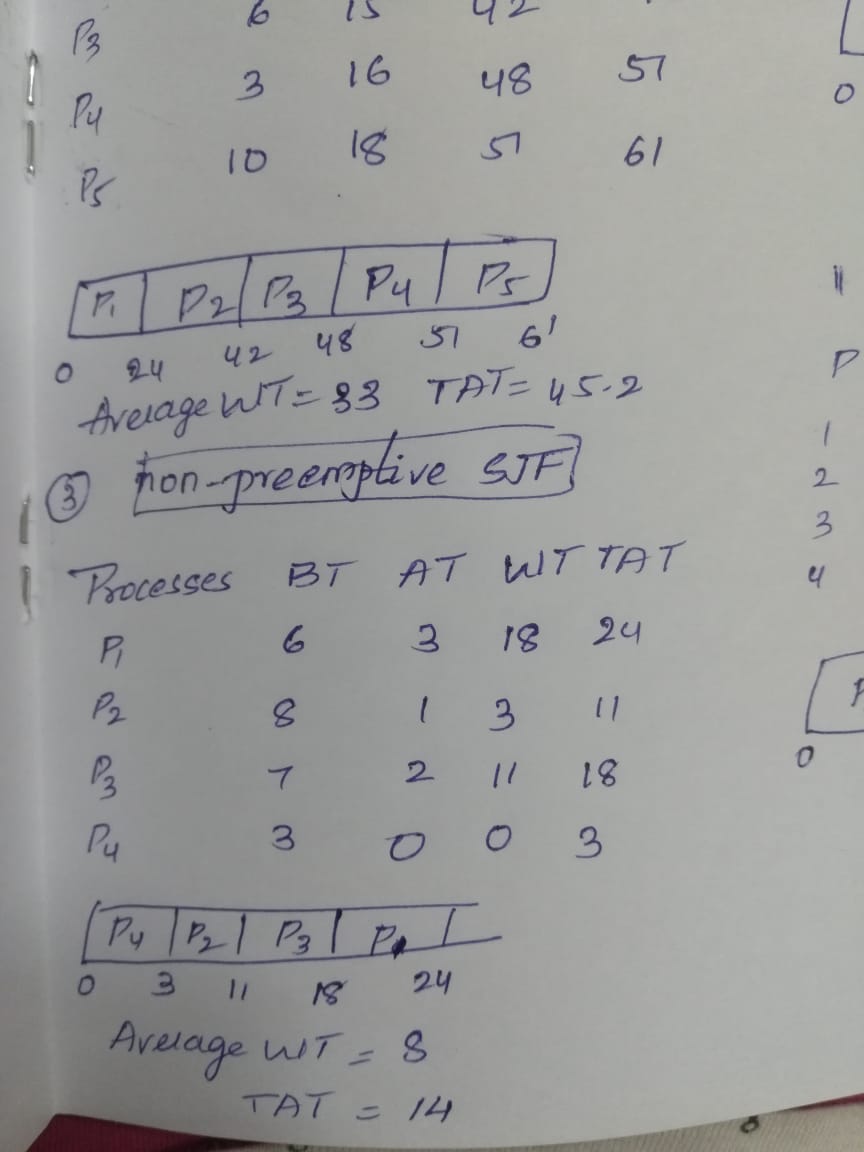 P3 6 15 42
P4 3 16 48 51
P5 10 18 51 61
P1 P2 P3 P4 P5
0 24 42 48 51 61
Average WT = 33 TAT = 45.2
③ non-preemptive SJF
Processes BT AT WT TAT
P1 6 3 18 24
P2 8 1 3 11
P3 7 2 11 18
P4 3 0 0 3
P4 P2 P3 P1
0 3 11 18 24
Average WT = 8
TAT = 14
0
11
P
1
2
3
4
P
0